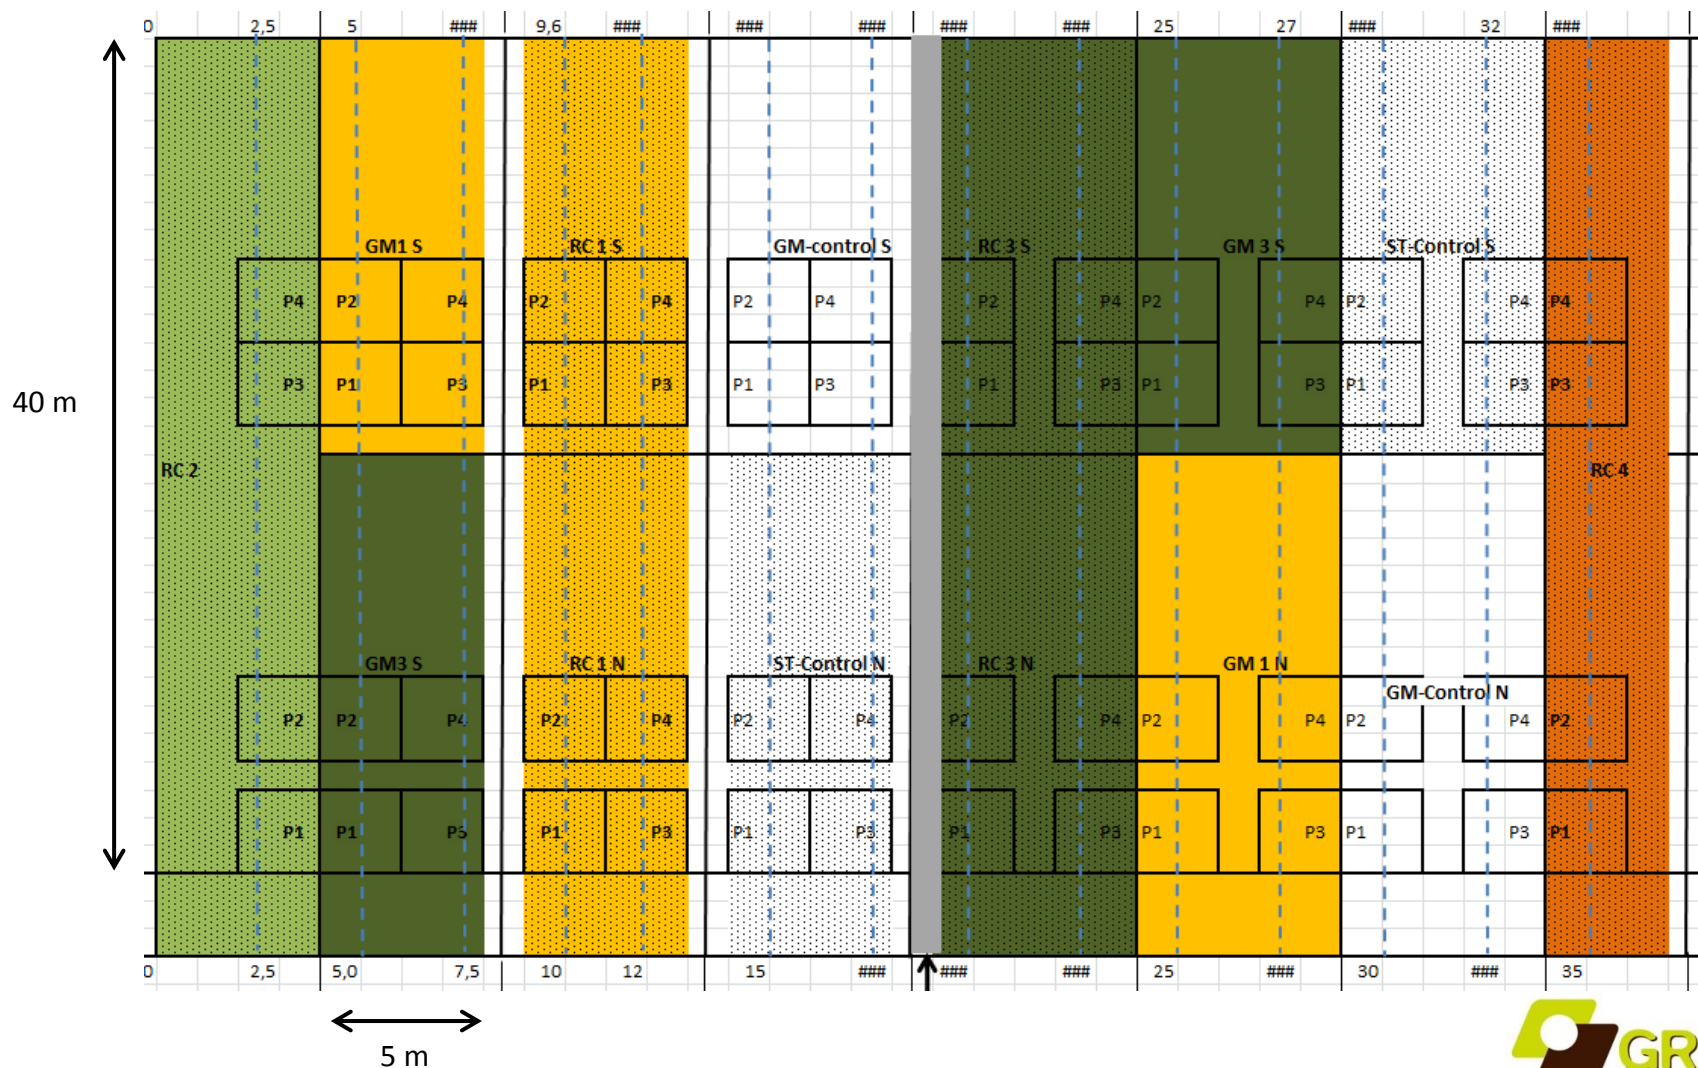 0 2,5 5 ### 9,6 ### ### ### ### ### 25 27 ### 32 ###
GM1 S RC 1 S GM-control S RC 3 S GM 3 S ST-Control S
P4 P2 P4 P2 P4 P2 P4 P2 P4 P2 P4 P2 P4 P4
P3 P1 P3 P1 P3 P1 P3 P1 P3 P1 P3 P1 P3 P3
40 m
RC 2 RC 4
GM3 S RC 1 N ST-Control N RC 3 N GM 1 N
GM-Control N
P2 P2 P4 P2 P4 P2 P4 P2 P4 P2 P4 P2 P4 P2
P1 P1 P3 P1 P3 P1 P3 P1 P3 P1 P3 P1 P3 P1
0 2,5 5,0 7,5 10 12 15 ### ### ### 25 ### 30 ### 35
5 m
GR